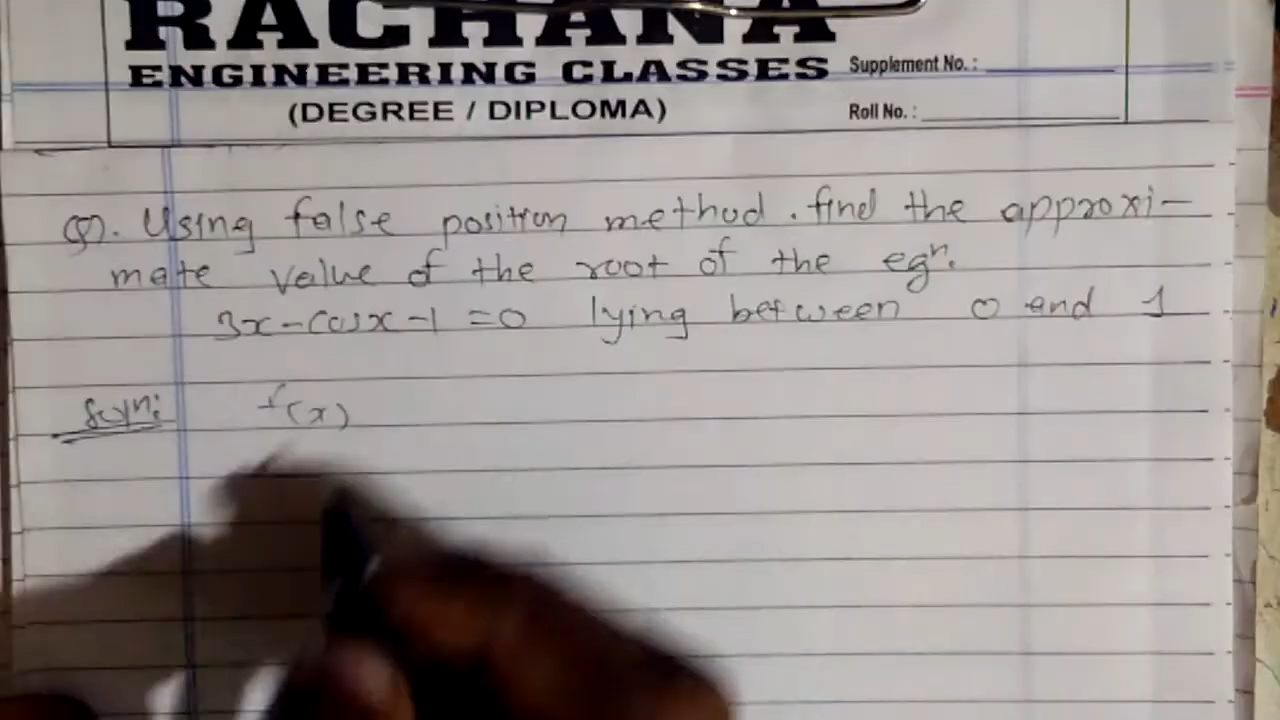 RACHANA
ENGINEERING CLASSES
Supplement No. :
(DEGREE / DIPLOMA)
Roll No. :
Q). Using false position method. find the approxi-
mate value of the root of the eqⁿ.
3x-cosx-1=0 lying between 0 and 1
Solⁿ: f(x)